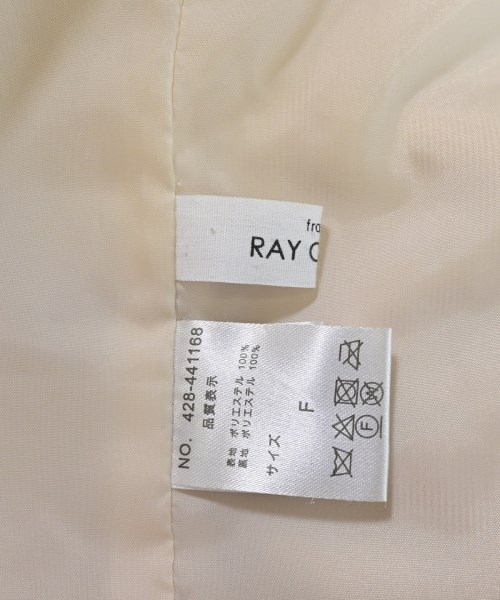 fro
RAY C
NO. 428-441168
品質表示
表地 ポリエステル 100%
裏地 ポリエステル 100%
サイズ F
F